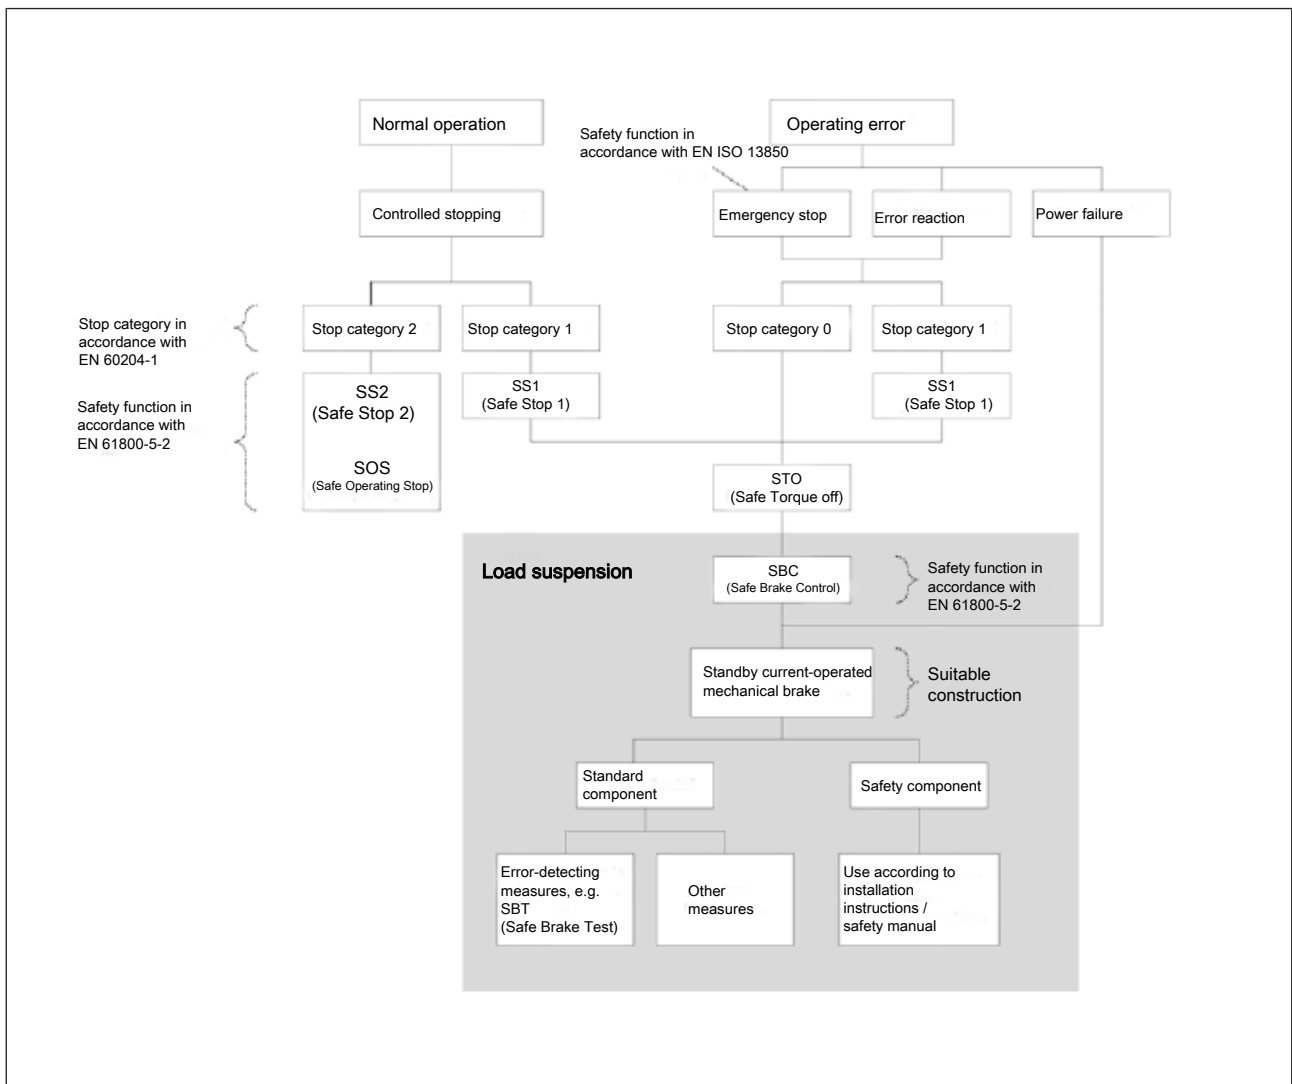 Normal operation
Operating error
Safety function in
accordance with EN ISO 13850
Controlled stopping
Emergency stop
Error reaction
Power failure
Stop category in
accordance with
EN 60204-1
Stop category 2
Stop category 1
Stop category 0
Stop category 1
Safety function in
accordance with
EN 61800-5-2
SS2
(Safe Stop 2)
SOS
(Safe Operating Stop)
SS1
(Safe Stop 1)
SS1
(Safe Stop 1)
STO
(Safe Torque off)
Load suspension
SBC
(Safe Brake Control)
Safety function in
accordance with
EN 61800-5-2
Standby current-operated
mechanical brake
Suitable
construction
Standard
component
Safety component
Error-detecting
measures, e.g.
SBT
(Safe Brake Test)
Other
measures
Use according to
installation
instructions /
safety manual